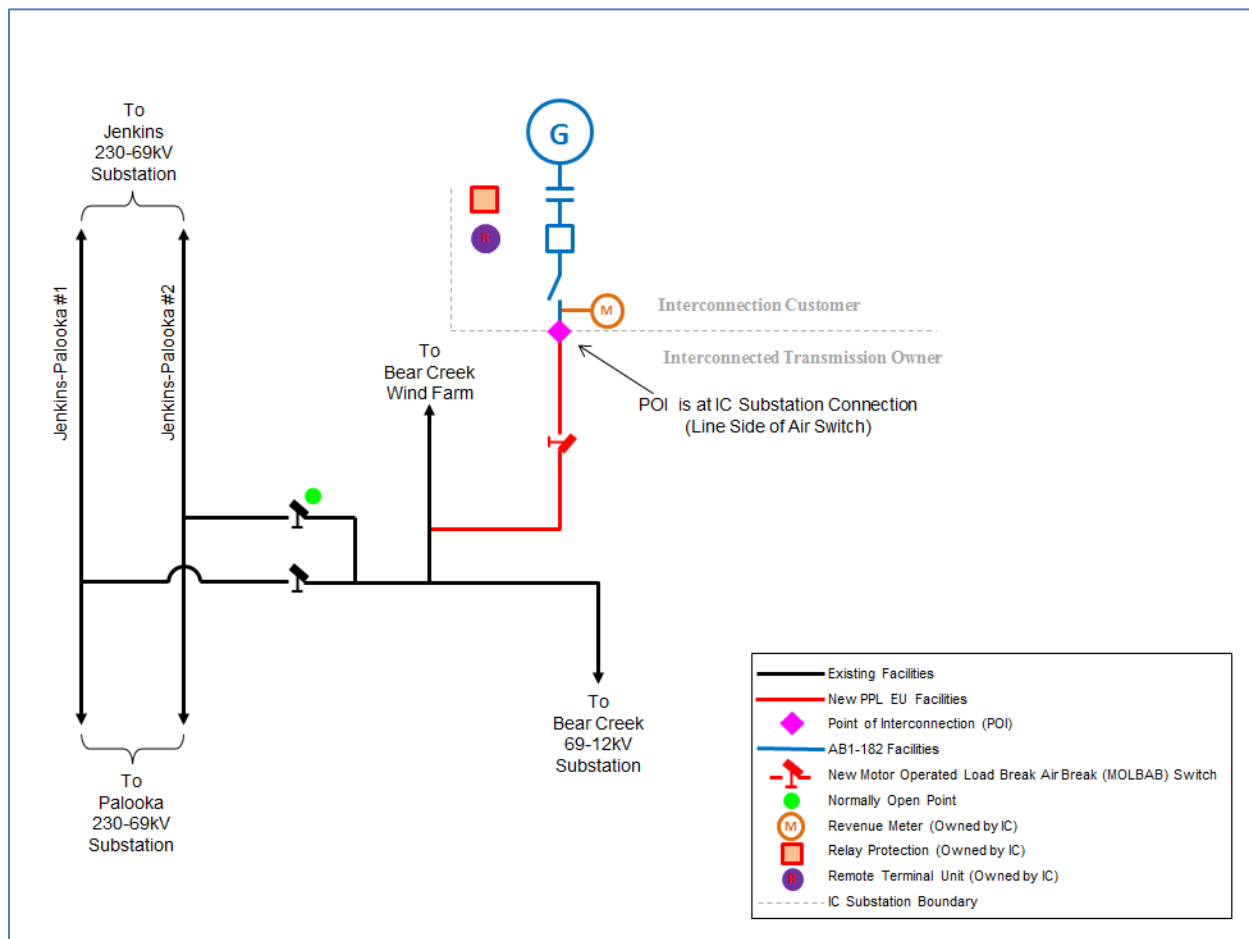 To
Jenkins
230-69kV
Substation
Jenkins-Palooka #1
Jenkins-Palooka #2
G
R
M
Interconnection Customer
Interconnected Transmission Owner
To
Bear Creek
Wind Farm
POI is at IC Substation Connection
(Line Side of Air Switch)
To
Bear Creek
69-12kV
Substation
To
Palooka
230-69kV
Substation
Existing Facilities
New PPL EU Facilities
Point of Interconnection (POI)
AB1-182 Facilities
New Motor Operated Load Break Air Break (MOLBAB) Switch
Normally Open Point
M
Revenue Meter (Owned by IC)
Relay Protection (Owned by IC)
R
Remote Terminal Unit (Owned by IC)
IC Substation Boundary